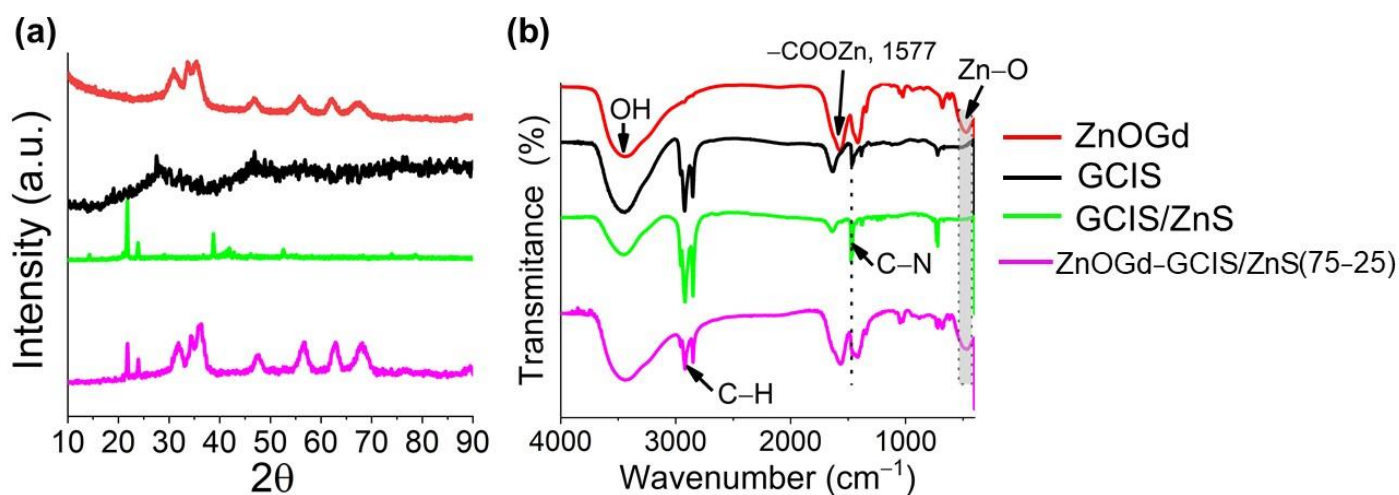 (a)
Intensity (a.u.)
10 20 30 40 50 60 70 80 90
2θ
(b)
–COOZn, 1577
Zn–O
OH
C–N
C–H
Transmitance (%)
4000 3000 2000 1000
Wavenumber (cm⁻¹)
ZnOGd
GCIS
GCIS/ZnS
ZnOGd–GCIS/ZnS(75–25)